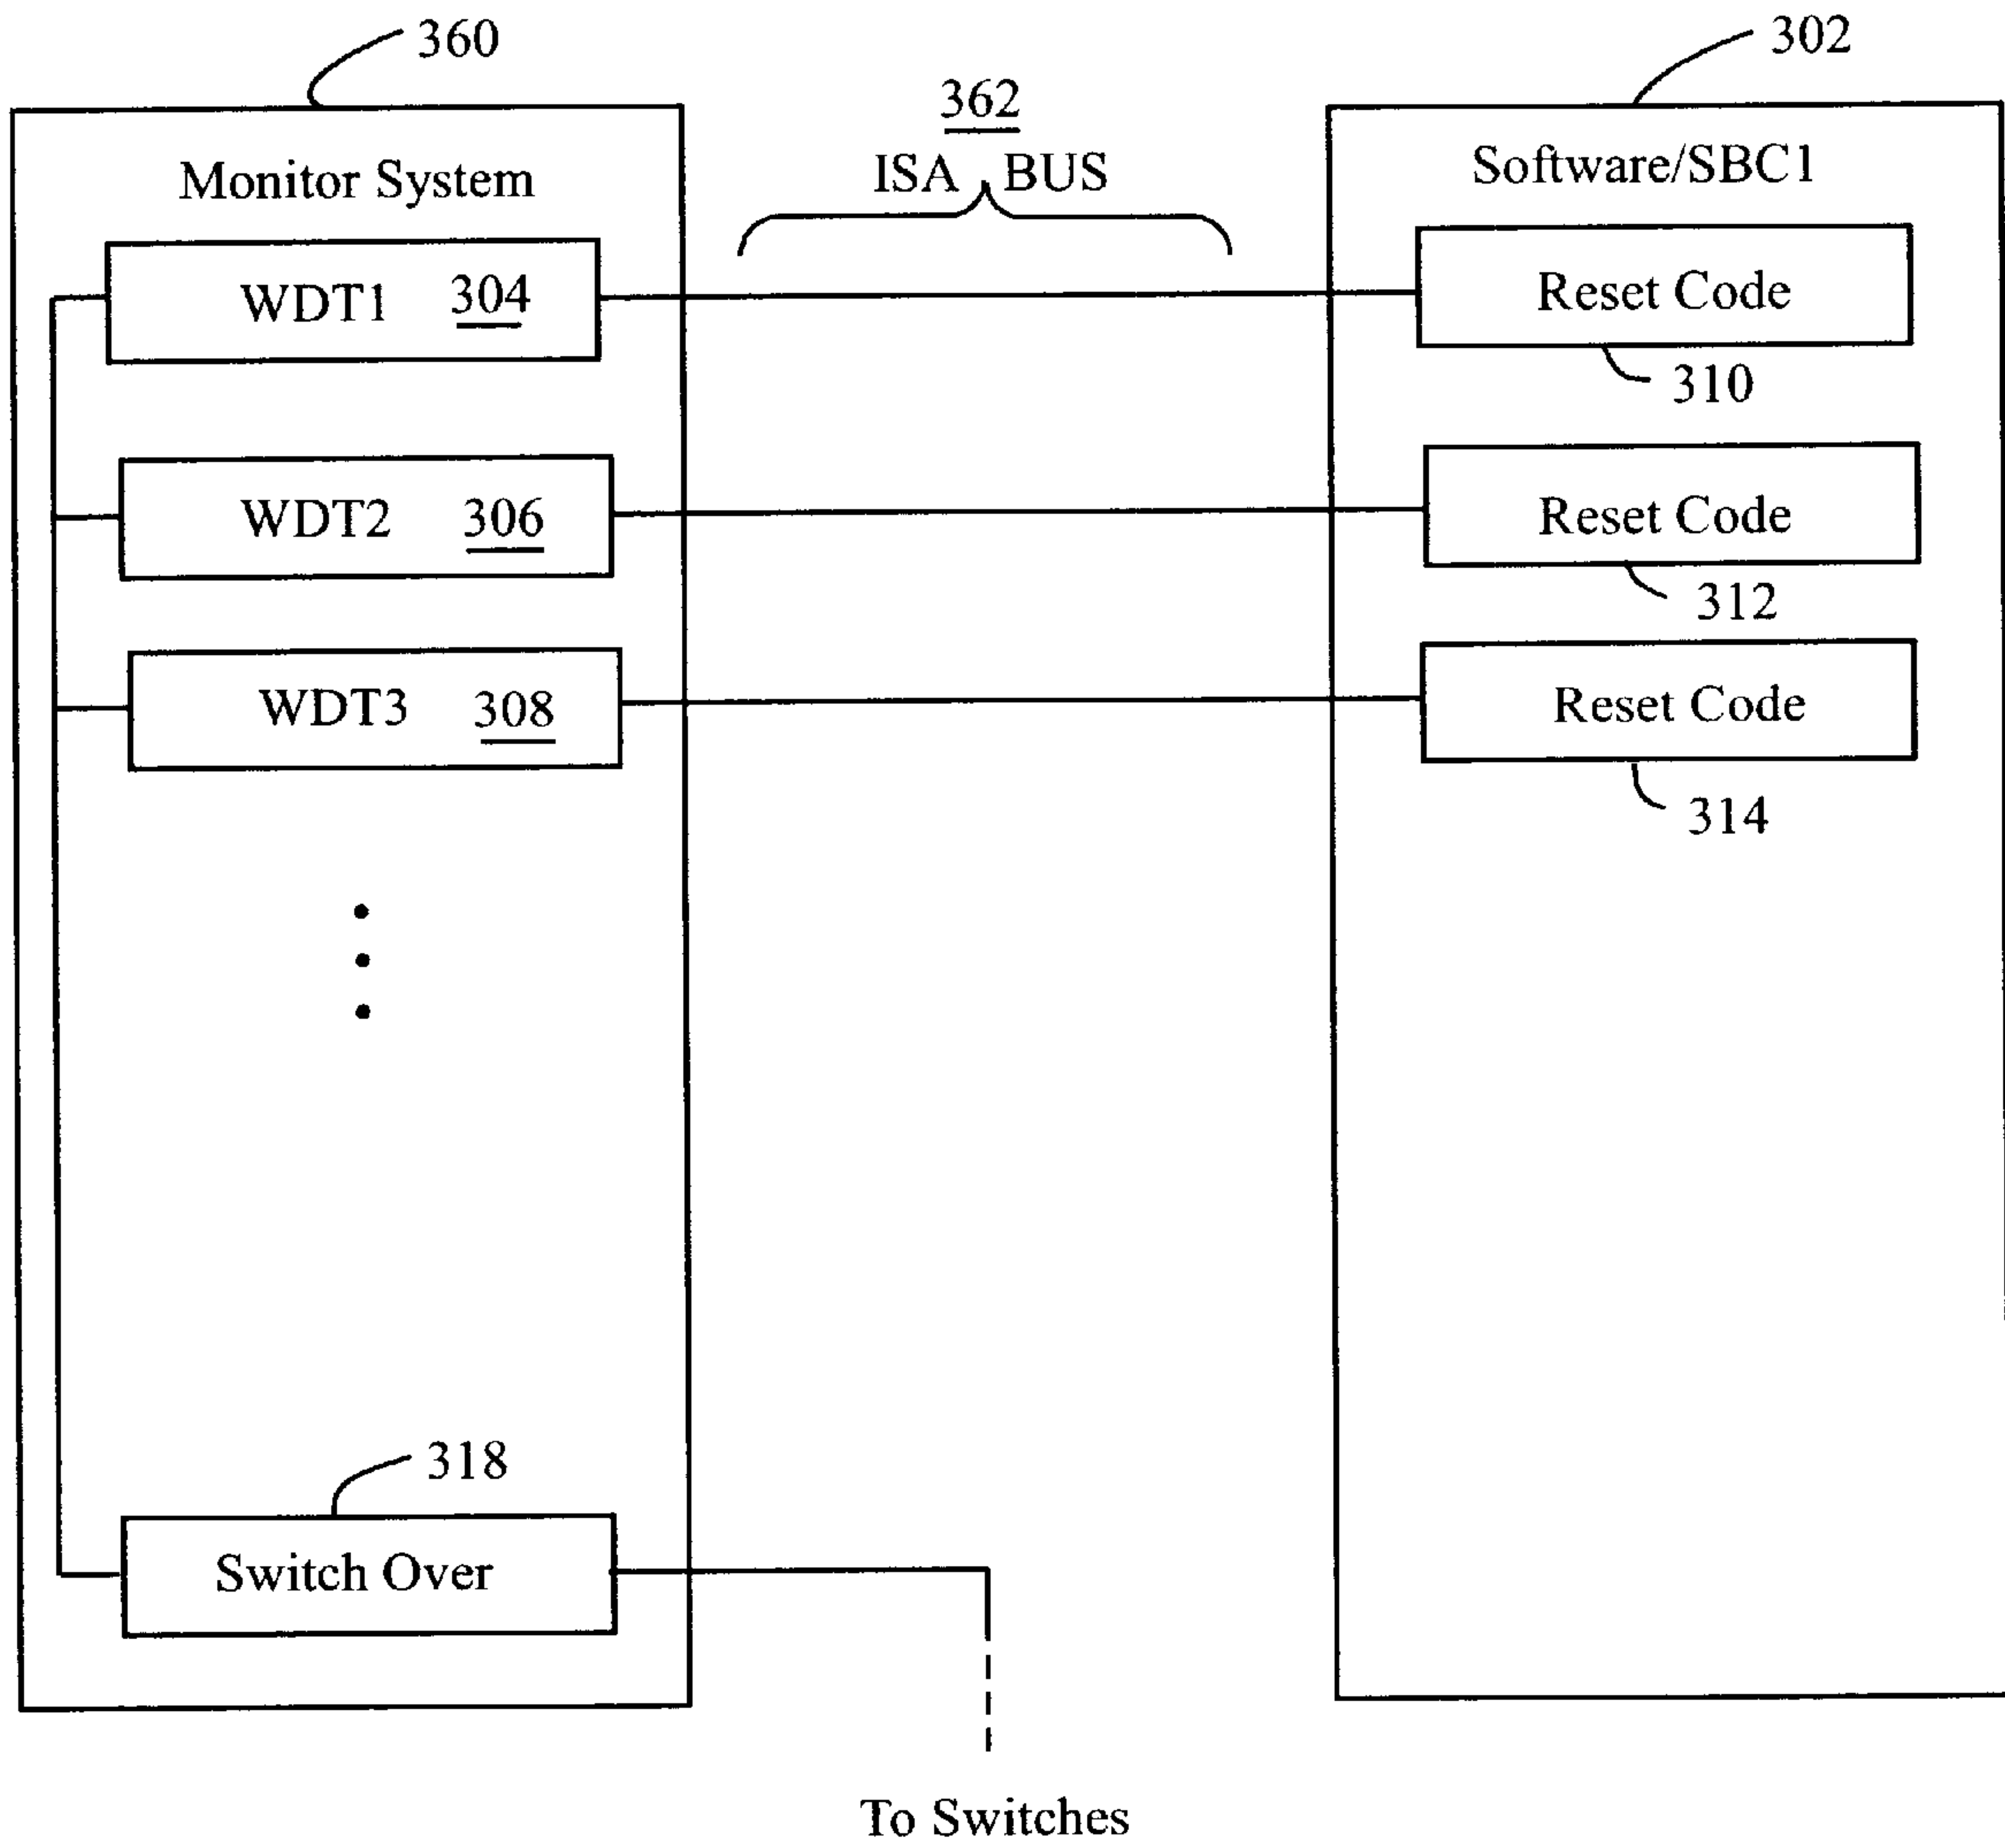 360
302
362
ISA BUS
Monitor System
Software/SBC1
WDT1 304
Reset Code
310
WDT2 306
Reset Code
312
WDT3 308
Reset Code
314
318
Switch Over
To Switches